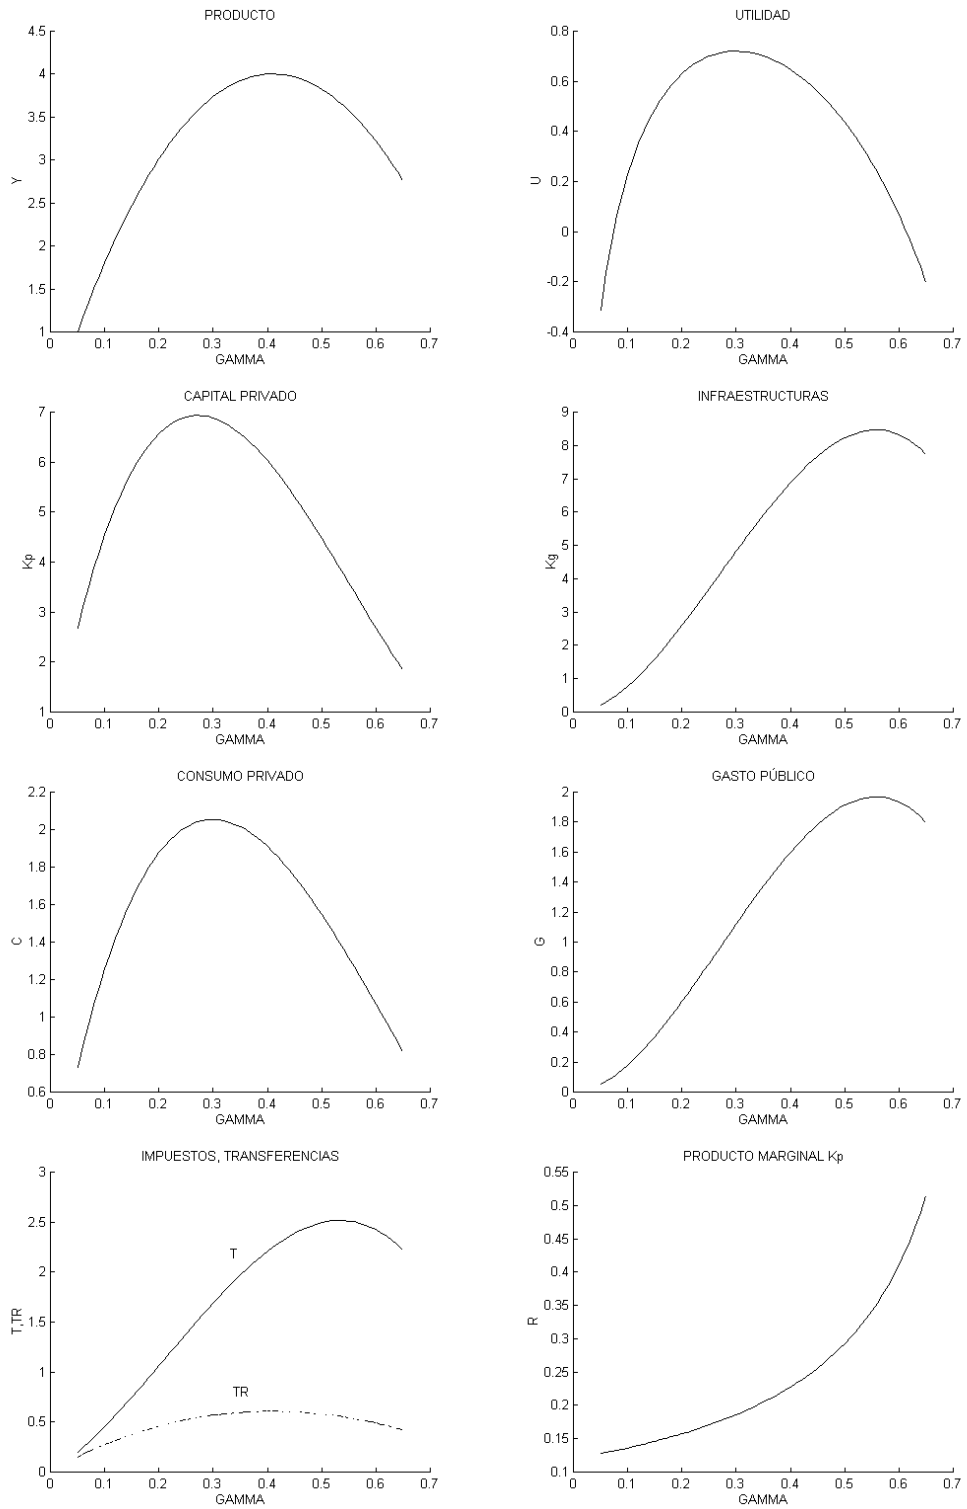 PRODUCTO
4.5
4
3.5
3
2.5
2
1.5
1
Y
0 0.1 0.2 0.3 0.4 0.5 0.6 0.7
GAMMA
UTILIDAD
0.8
0.6
0.4
0.2
0
-0.2
-0.4
U
0 0.1 0.2 0.3 0.4 0.5 0.6 0.7
GAMMA
CAPITAL PRIVADO
7
6
5
4
3
2
1
Kp
0 0.1 0.2 0.3 0.4 0.5 0.6 0.7
GAMMA
INFRAESTRUCTURAS
9
8
7
6
5
4
3
2
1
0
Kg
0 0.1 0.2 0.3 0.4 0.5 0.6 0.7
GAMMA
CONSUMO PRIVADO
2.2
2
1.8
1.6
1.4
1.2
1
0.8
0.6
C
0 0.1 0.2 0.3 0.4 0.5 0.6 0.7
GAMMA
GASTO PÚBLICO
2
1.8
1.6
1.4
1.2
1
0.8
0.6
0.4
0.2
0
G
0 0.1 0.2 0.3 0.4 0.5 0.6 0.7
GAMMA
IMPUESTOS, TRANSFERENCIAS
3
2.5
2
1.5
1
0.5
0
T,TR
T
TR
0 0.1 0.2 0.3 0.4 0.5 0.6 0.7
GAMMA
PRODUCTO MARGINAL Kp
0.55
0.5
0.45
0.4
0.35
0.3
0.25
0.2
0.15
0.1
R
0 0.1 0.2 0.3 0.4 0.5 0.6 0.7
GAMMA